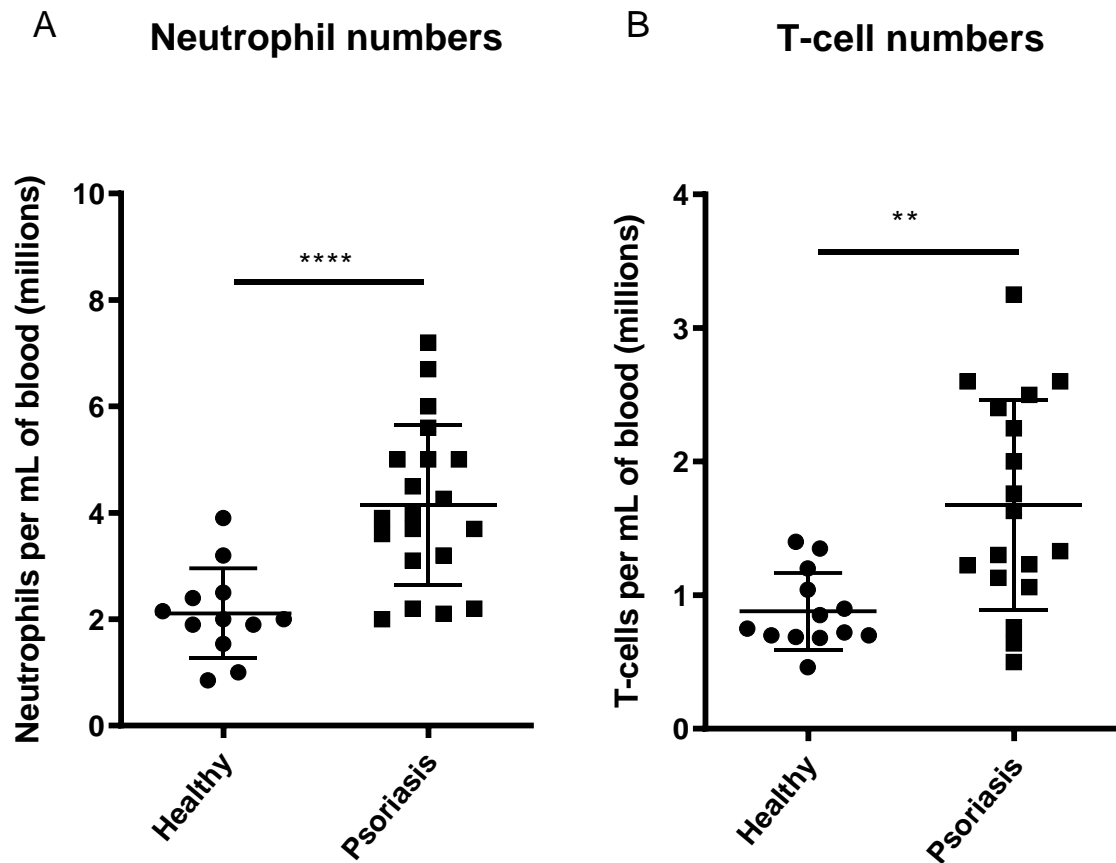 A
Neutrophil numbers
Neutrophils per mL of blood (millions)
10
8
6
4
2
0
****
Healthy
Psoriasis
B
T-cell numbers
T-cells per mL of blood (millions)
4
3
2
1
0
**
Healthy
Psoriasis